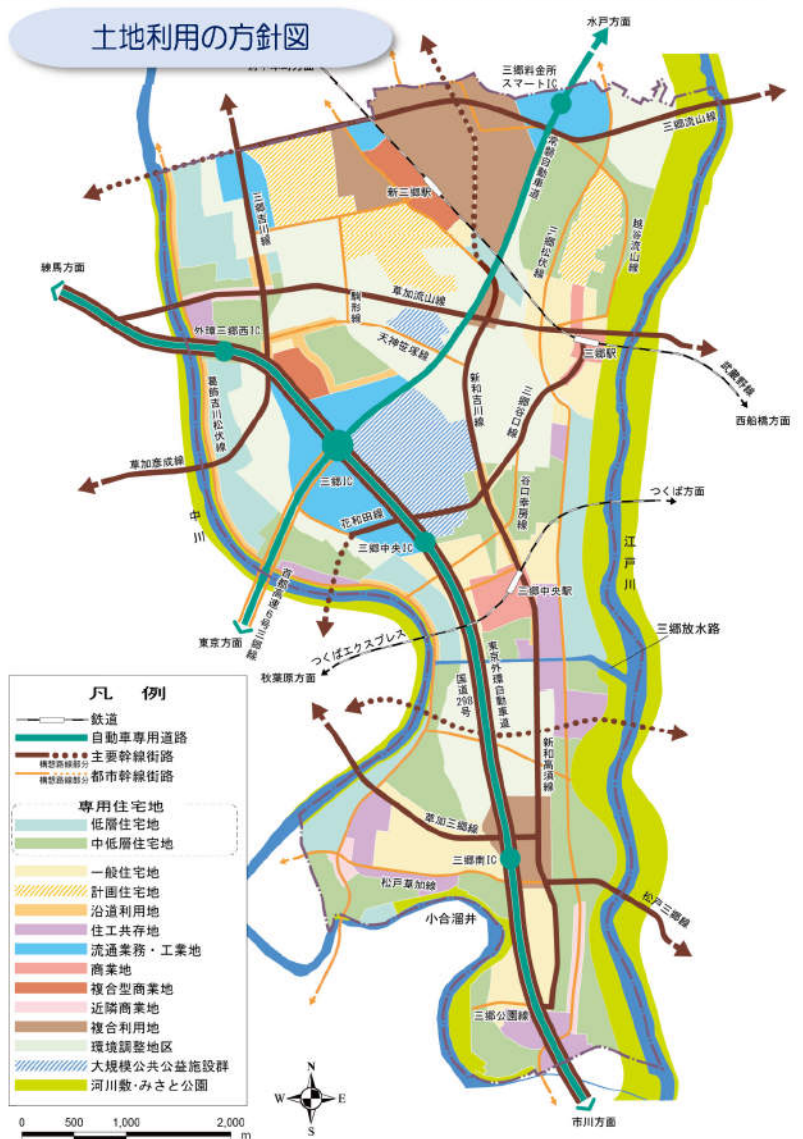 土地利用の方針図
水戸方面
三郷料金所
スマートIC
三郷流山線
常磐自動車道
新三郷駅
三郷吉川線
三郷松伏線
越谷流山線
練馬方面
草加流山線
駒形線
外環三郷西IC
天神笹塚線
三郷駅
武蔵野線
西船橋方面
葛飾吉川松伏線
新和吉川線
三郷谷口線
草加彦成線
三郷IC
谷口幸房線
つくば方面
中川
花和田線
三郷中央IC
江戸川
首都高速6号三郷線
三郷中央駅
三郷放水路
東京方面
つくばエクスプレス
秋葉原方面
東京外環自動車道
国道298号
新和高須線
草加三郷線
三郷南IC
松戸草加線
松戸三郷線
小合溜井
三郷公園線
市川方面
凡例
鉄道
自動車専用道路
主要幹線街路
構想路線部分
都市幹線街路
構想路線部分
専用住宅地
低層住宅地
中低層住宅地
一般住宅地
計画住宅地
沿道利用地
住工共存地
流通業務・工業地
商業地
複合型商業地
近隣商業地
複合利用地
環境調整地区
大規模公共公益施設群
河川敷・みさと公園
N
W E
S
0 500 1,000 2,000
m